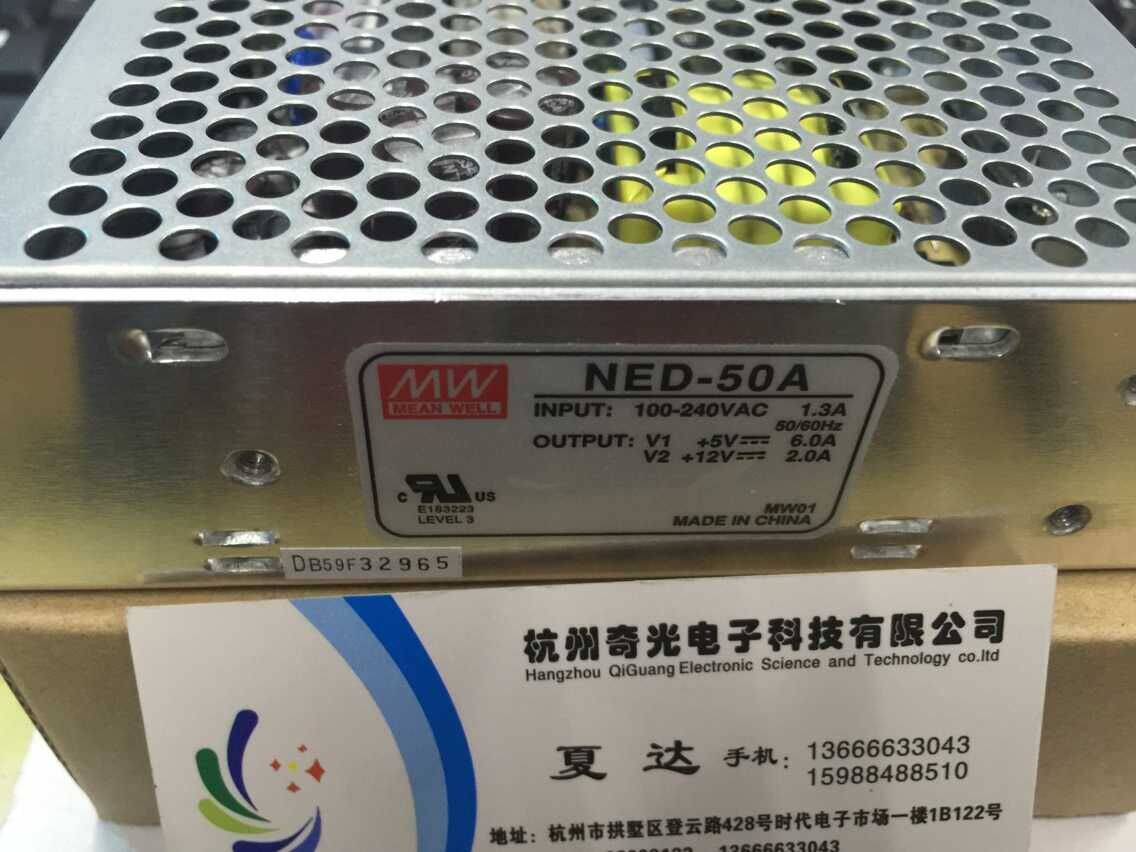 MW
MEAN WELL
NED-50A
INPUT: 100-240VAC 1.3A
50/60Hz
OUTPUT: V1 +5V⎓ 6.0A
V2 +12V⎓ 2.0A
C RU US
E183223
LEVEL 3
MW01
MADE IN CHINA
DB59F32965
杭州奇光电子科技有限公司
Hangzhou QiGuang Electronic Science and Technology co.ltd
夏 达 手机: 13666633043
15988488510
地址: 杭州市拱墅区登云路428号时代电子市场一楼1B122号
13666633043